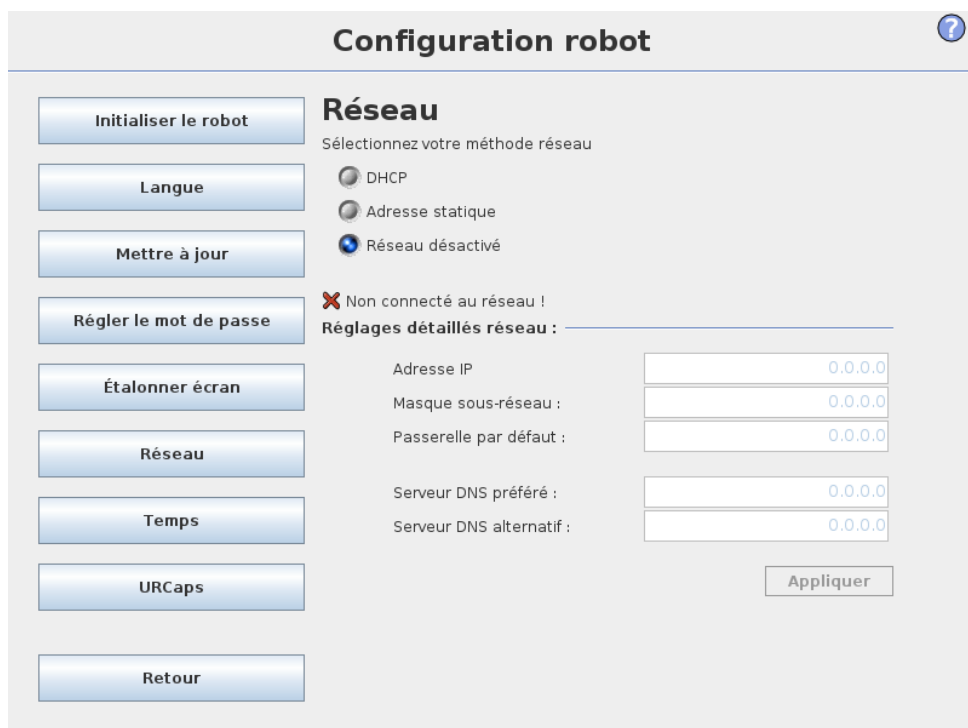 Configuration robot
?
Initialiser le robot
Langue
Mettre à jour
Régler le mot de passe
Étalonner écran
Réseau
Temps
URCaps
Retour
Réseau
Sélectionnez votre méthode réseau
DHCP
Adresse statique
Réseau désactivé
Non connecté au réseau !
Réglages détaillés réseau :
Adresse IP 0.0.0.0
Masque sous-réseau : 0.0.0.0
Passerelle par défaut : 0.0.0.0
Serveur DNS préféré : 0.0.0.0
Serveur DNS alternatif : 0.0.0.0
Appliquer